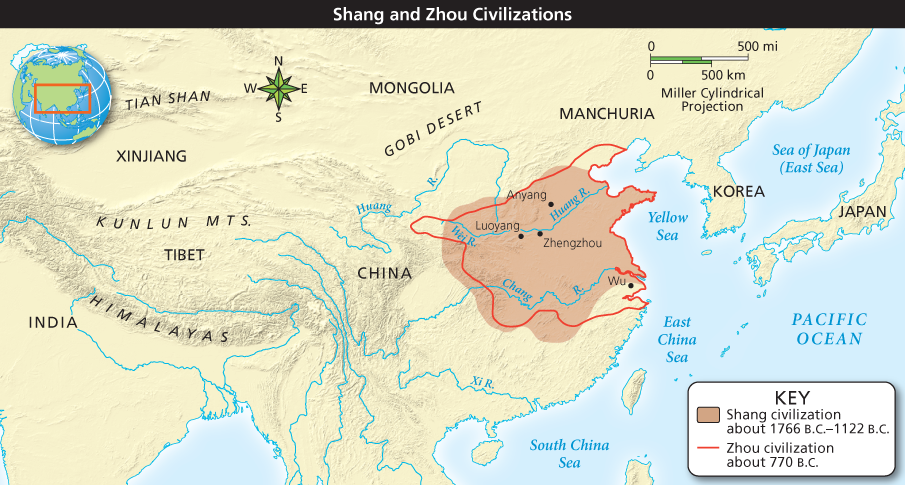 Shang and Zhou Civilizations
0 500 mi
0 500 km
Miller Cylindrical
Projection
N
W E
S
TIAN SHAN
MONGOLIA
GOBI DESERT
MANCHURIA
XINJIANG
Sea of Japan
(East Sea)
KOREA
JAPAN
Huang
R.
Anyang
Huang R.
KUNLUN MTS.
Luoyang
Wei R.
Zhengzhou
Yellow
Sea
TIBET
CHINA
Chang
R.
Wu
HIMALAYAS
INDIA
East
China
Sea
PACIFIC
OCEAN
Xi R.
South China
Sea
KEY
Shang civilization
about 1766 B.C.–1122 B.C.
Zhou civilization
about 770 B.C.